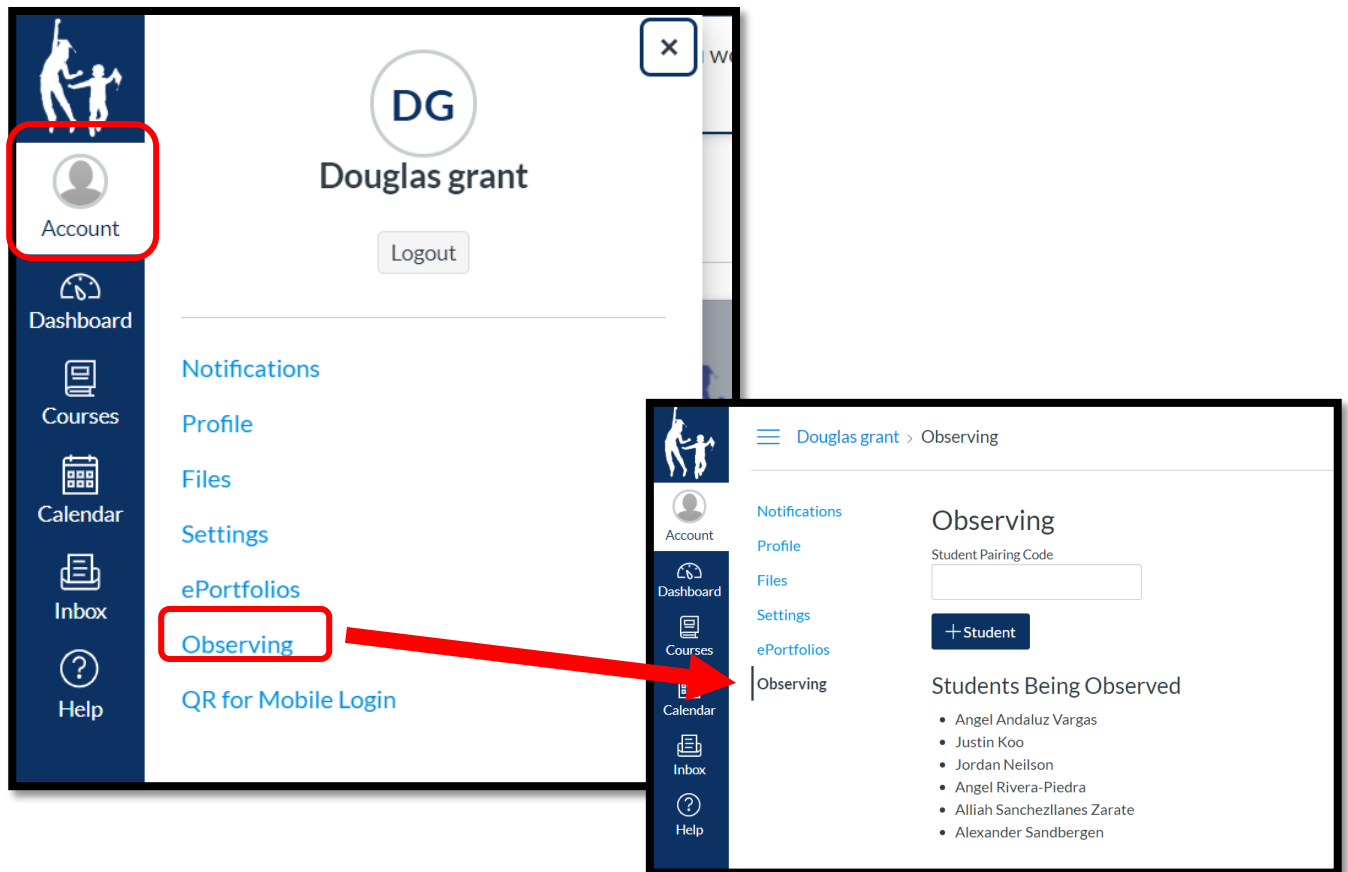 ×
wo
DG
Douglas grant
Logout
Account
Dashboard
Courses
Calendar
Inbox
Help
Notifications
Profile
Files
Settings
ePortfolios
Observing
QR for Mobile Login
Douglas grant > Observing
Account
Dashboard
Courses
Calendar
Inbox
Help
Notifications
Profile
Files
Settings
ePortfolios
Observing
Observing
Student Pairing Code
+ Student
Students Being Observed
• Angel Andaluz Vargas
• Justin Koo
• Jordan Neilson
• Angel Rivera-Piedra
• Alliah Sanchezllanes Zarate
• Alexander Sandbergen